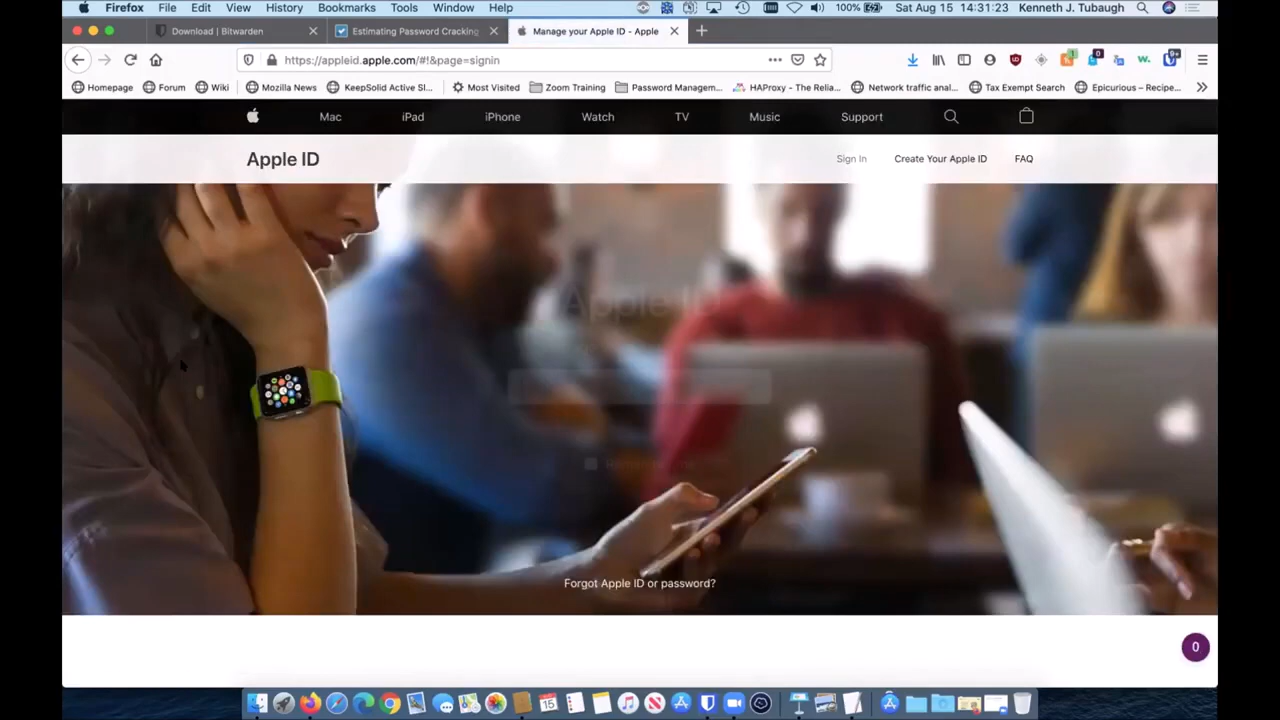 Firefox File Edit View History Bookmarks Tools Window Help 100% Sat Aug 15 14:31:23 Kenneth J. Tubaugh
Download | Bitwarden Estimating Password Cracking Manage your Apple ID - Apple
https://appleid.apple.com/#!&page=signin
Homepage Forum Wiki Mozilla News KeepSolid Active Sl... Most Visited Zoom Training Password Managem... HAProxy - The Relia... Network traffic anal... Tax Exempt Search Epicurious – Recipe...
Mac iPad iPhone Watch TV Music Support
Apple ID Sign In Create Your Apple ID FAQ
Apple ID
Forgot Apple ID or password?
0
15